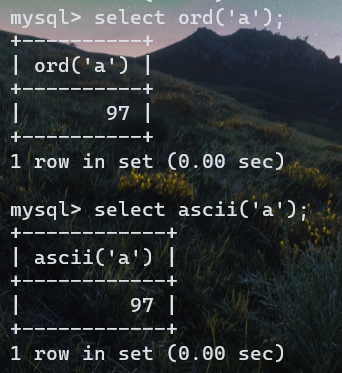 mysql> select ord('a');
+----------+
| ord('a') |
+----------+
|       97 |
+----------+
1 row in set (0.00 sec)

mysql> select ascii('a');
+------------+
| ascii('a') |
+------------+
|         97 |
+------------+
1 row in set (0.00 sec)